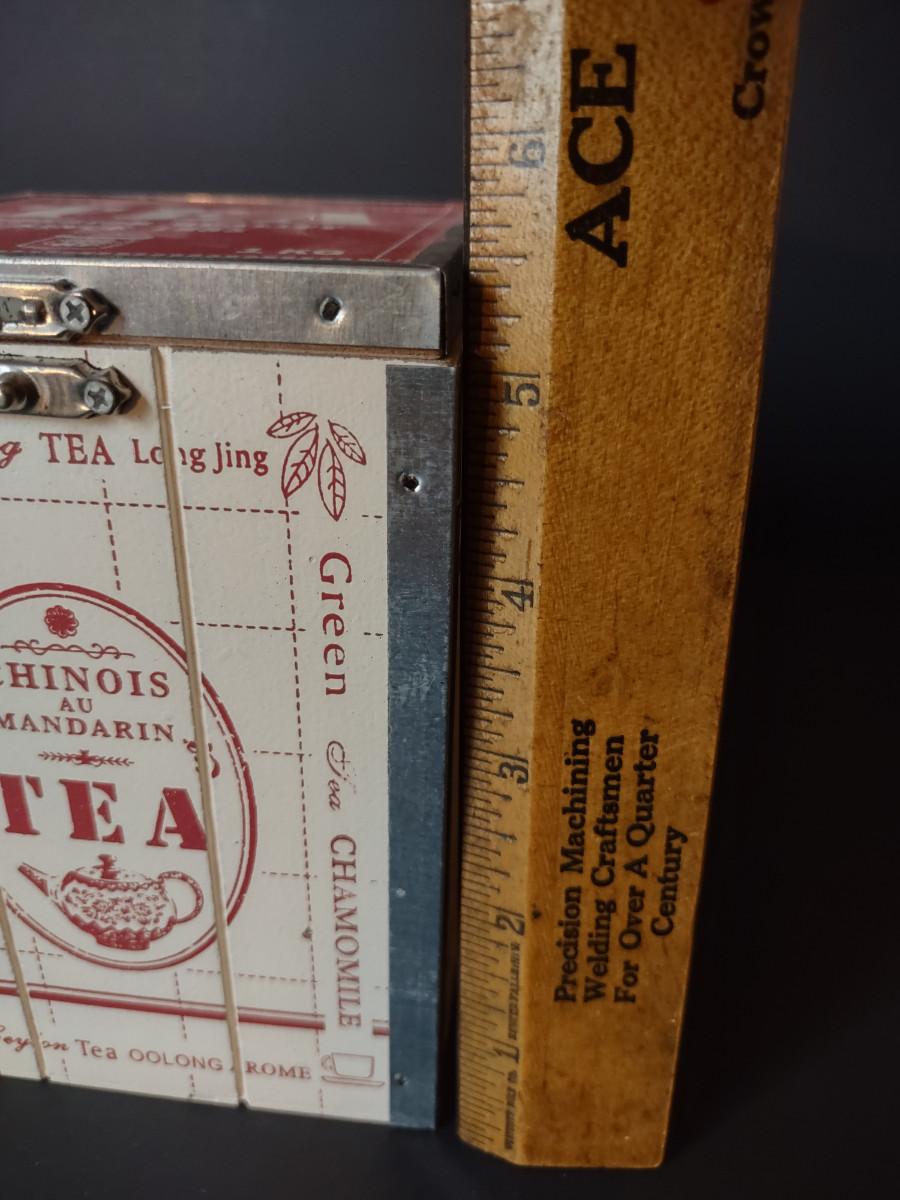 TEA Long Jing
Green Tea CHAMOMILE
CHINOIS
AU
MANDARIN
TEA
Tea OOLONG AROME
6
5
4
3
2
1
ACE
Crow
Precision Machining
Welding Craftsmen
For Over A Quarter
Century